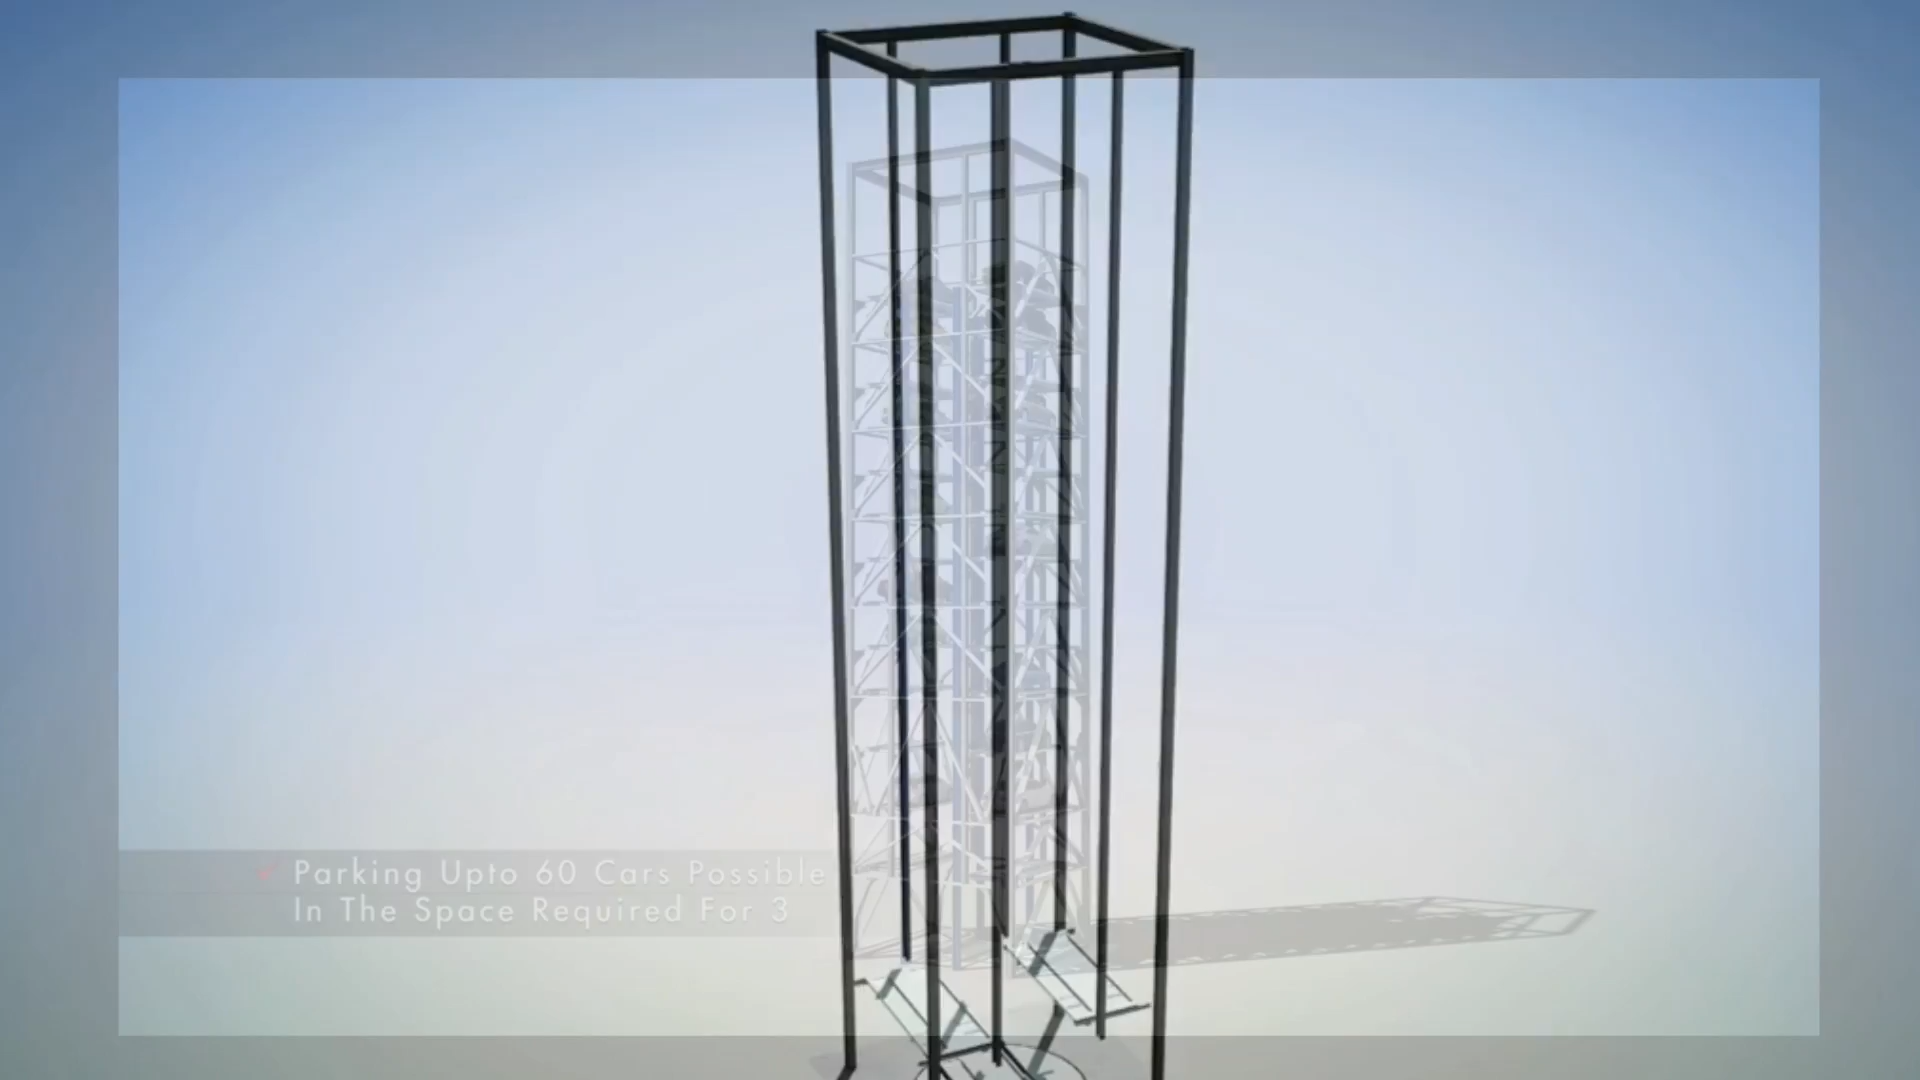 Parking Upto 60 Cars Possible
In The Space Required For 3